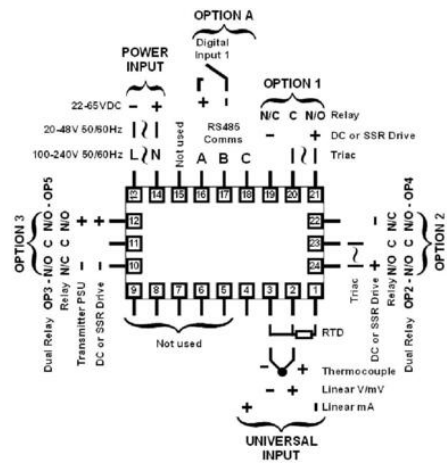 OPTION A
Digital
Input 1
POWER
INPUT
OPTION 1
22-65VDC - +
+ -
N/C C N/O Relay
20-48V 50/60Hz
RS485
Comms
- + DC or SSR Drive
100-240V 50/60Hz L N
Not used
A B C
Triac
14 15 16 17 18 19 20 21
12 11 10
22 23 24
9 8 7 6 5 4 3 2 1
OPTION 3
Dual Relay OP3 - N/O C N/O - OP5
Relay N/C C N/O
Transmitter PSU - +
DC or SSR Drive - +
Triac
DC or SSR Drive + -
Relay N/O C N/C
Dual Relay OP2 - N/O C N/O - OP4
OPTION 2
Not used
RTD
- + Thermocouple
- + Linear V/mV
+ - Linear mA
UNIVERSAL
INPUT